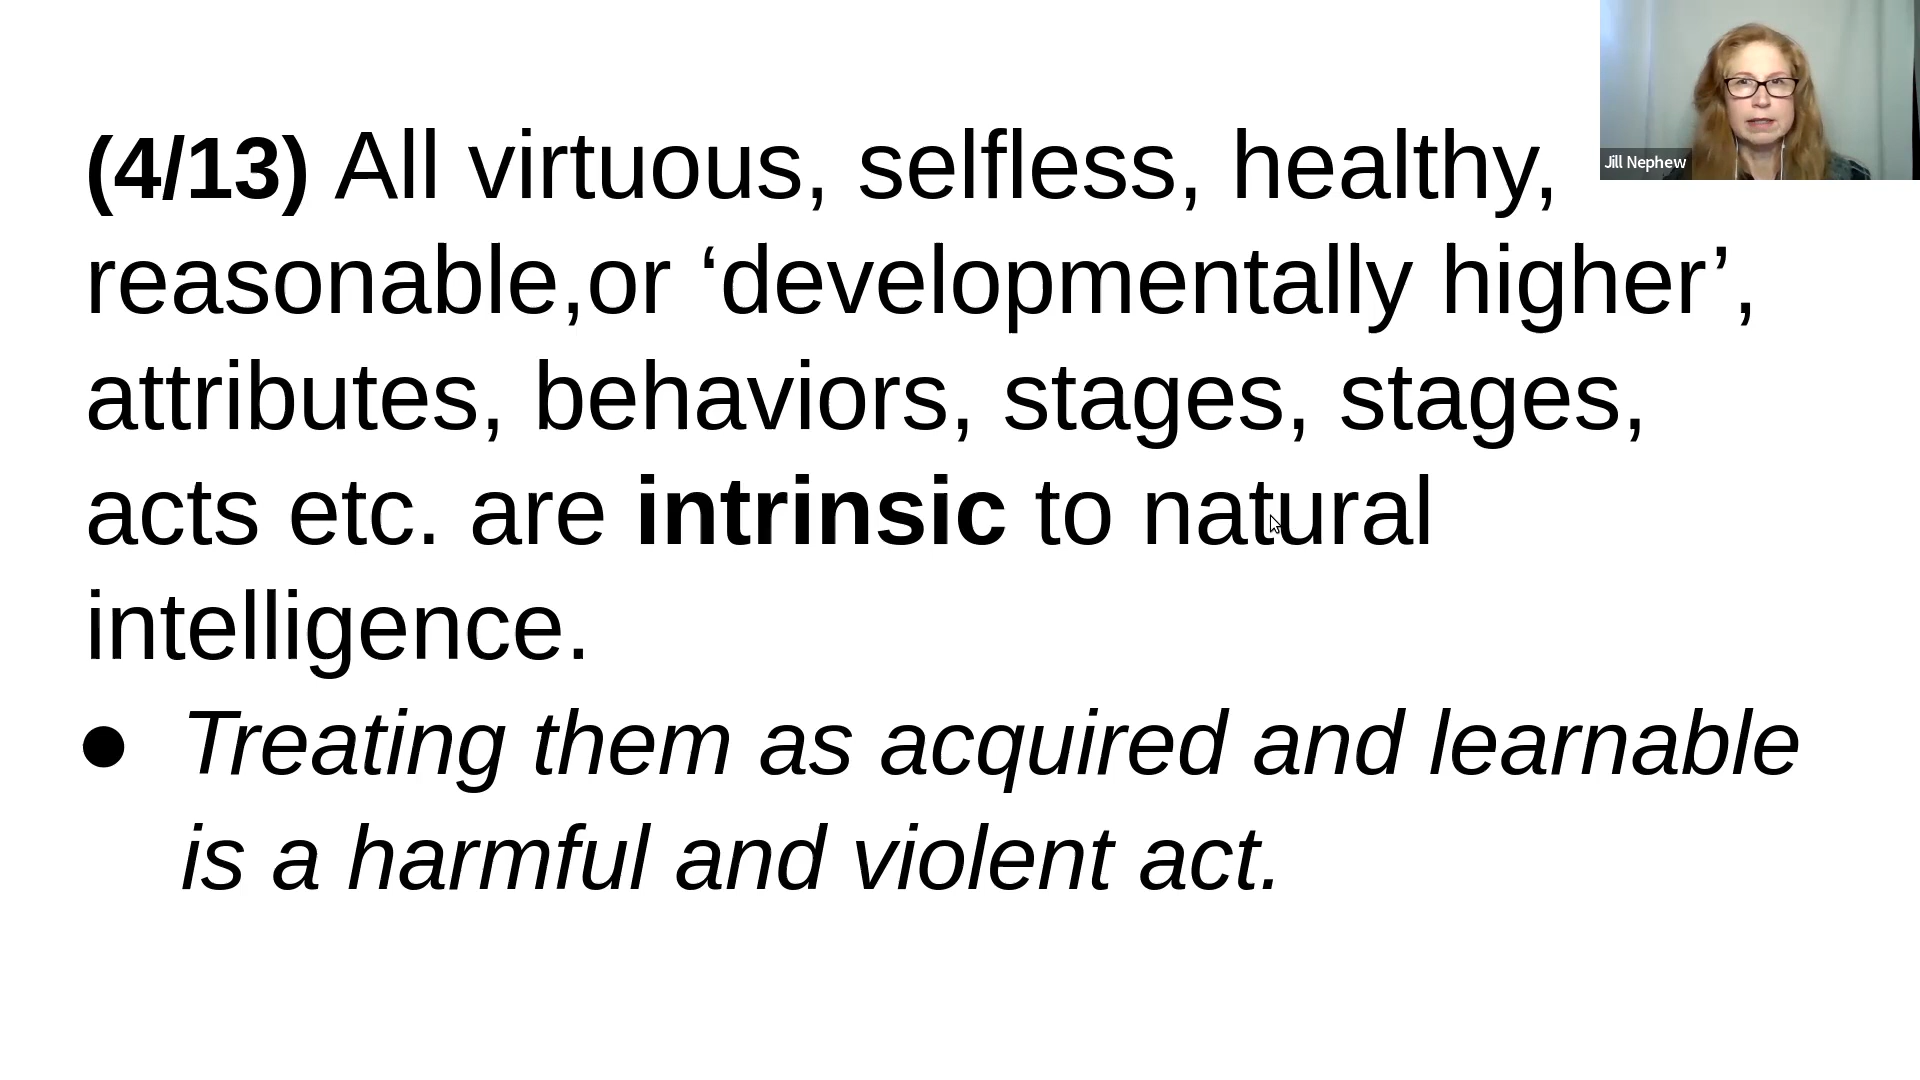 (4/13) All virtuous, selfless, healthy,
reasonable,or ‘developmentally higher’,
attributes, behaviors, stages, stages,
acts etc. are intrinsic to natural
intelligence.
● Treating them as acquired and learnable
is a harmful and violent act.
Jill Nephew